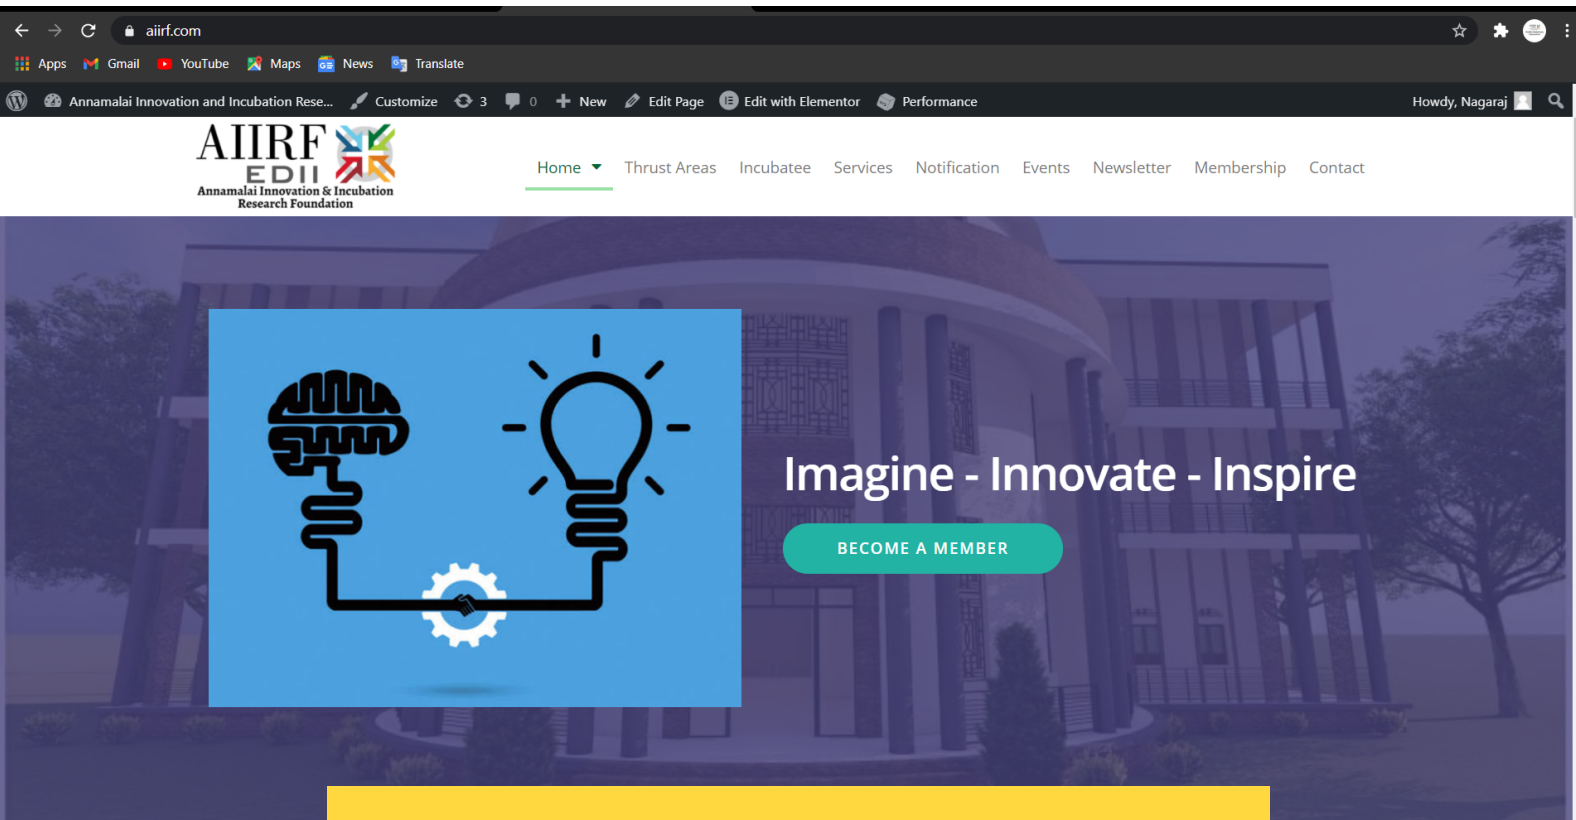 aiirf.com
Apps Gmail YouTube Maps News Translate
Annamalai Innovation and Incubation Rese... Customize 3 0 New Edit Page Edit with Elementor Performance Howdy, Nagaraj
AIIRF
EDII
Annamalai Innovation & Incubation
Research Foundation
Home Thrust Areas Incubatee Services Notification Events Newsletter Membership Contact
Imagine - Innovate - Inspire
BECOME A MEMBER